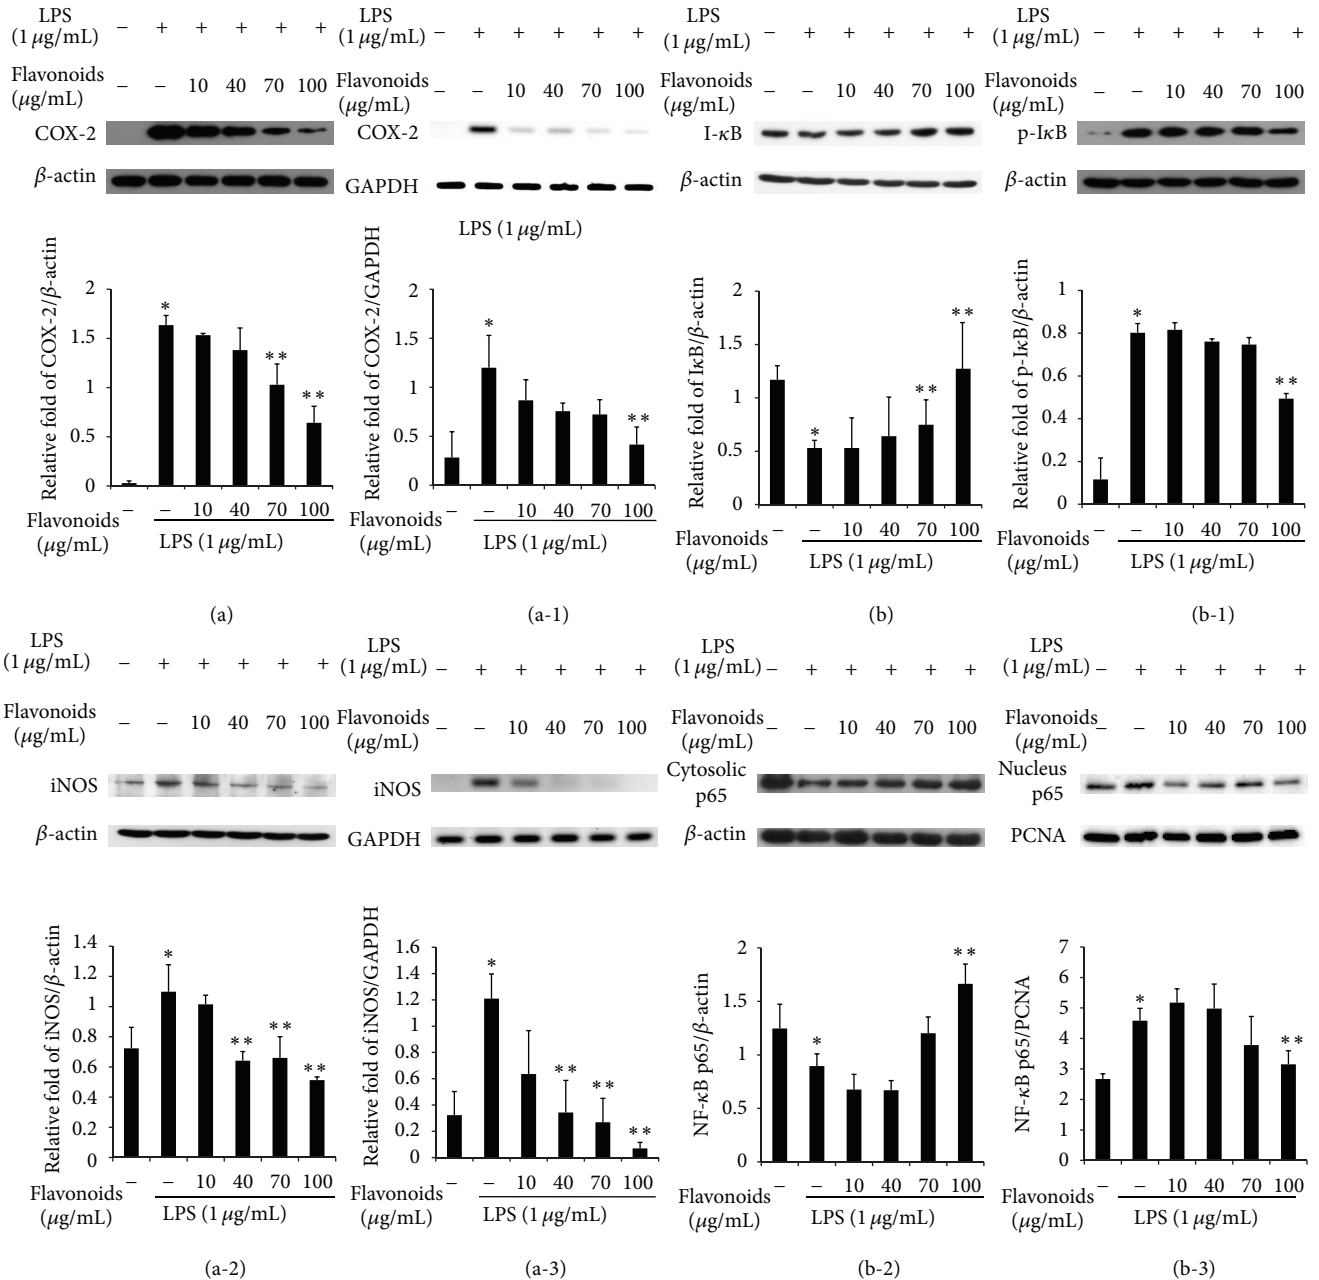 LPS
(1 μg/mL) – + + + + +
Flavonoids
(μg/mL) – – 10 40 70 100
COX-2
β-actin
Relative fold of COX-2/β-actin
2
1.5
1
0.5
0
* ** **
– – 10 40 70 100
Flavonoids
(μg/mL) LPS (1 μg/mL)
(a)
LPS
(1 μg/mL) – + + + + +
Flavonoids
(μg/mL) – – 10 40 70 100
COX-2
GAPDH
LPS (1 μg/mL)
Relative fold of COX-2/GAPDH
2
1.5
1
0.5
0
* **
– – 10 40 70 100
Flavonoids
(μg/mL) LPS (1 μg/mL)
(a-1)
LPS
(1 μg/mL) – + + + + +
Flavonoids
(μg/mL) – – 10 40 70 100
I-κB
β-actin
Relative fold of IκB/β-actin
2
1.5
1
0.5
0
* ** **
Flavonoids – – 10 40 70 100
(μg/mL) LPS (1 μg/mL)
(b)
LPS
(1 μg/mL) – + + + + +
Flavonoids
(μg/mL) – – 10 40 70 100
p-IκB
β-actin
Relative fold of p-IκB/β-actin
1
0.8
0.6
0.4
0.2
0
* **
Flavonoids – – 10 40 70 100
(μg/mL) LPS (1 μg/mL)
(b-1)
LPS
(1 μg/mL) – + + + + +
Flavonoids
(μg/mL) – – 10 40 70 100
iNOS
β-actin
Relative fold of iNOS/β-actin
1.4
1.2
1
0.8
0.6
0.4
0.2
0
* ** ** **
– – 10 40 70 100
Flavonoids
(μg/mL) LPS (1 μg/mL)
(a-2)
LPS
(1 μg/mL) – + + + + +
Flavonoids
(μg/mL) – – 10 40 70 100
iNOS
GAPDH
Relative fold of iNOS/GAPDH
1.6
1.4
1.2
1
0.8
0.6
0.4
0.2
0
* ** ** **
– – 10 40 70 100
Flavonoids
(μg/mL) LPS (1 μg/mL)
(a-3)
LPS
(1 μg/mL) – + + + + +
Flavonoids
(μg/mL) – – 10 40 70 100
Cytosolic
p65
β-actin
NF-κB p65/β-actin
2
1.5
1
0.5
0
* **
– – 10 40 70 100
Flavonoids
(μg/mL) LPS (1 μg/mL)
(b-2)
LPS
(1 μg/mL) – + + + + +
Flavonoids
(μg/mL) – – 10 40 70 100
Nucleus
p65
PCNA
NF-κB p65/PCNA
7
6
5
4
3
2
1
0
* **
– – 10 40 70 100
Flavonoids
(μg/mL) LPS (1 μg/mL)
(b-3)